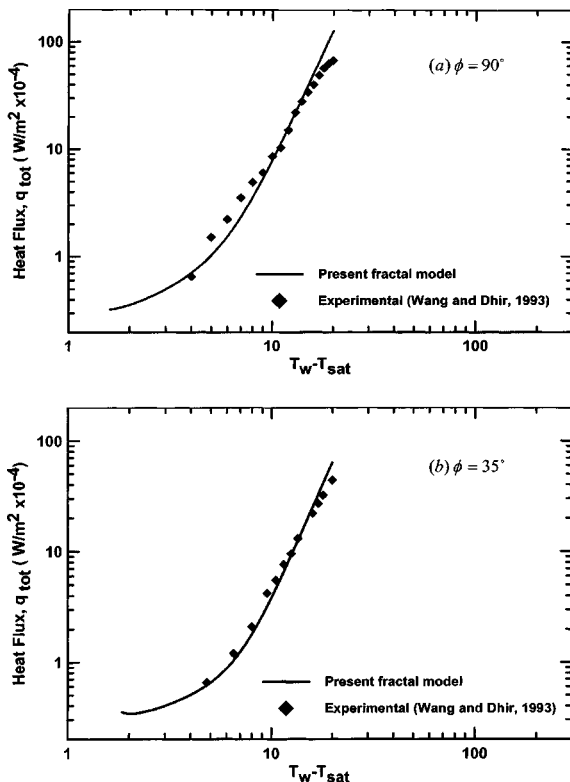 100
10
1
Heat Flux, q tot ( W/m² x10⁻⁴)
(a) ϕ = 90°
Present fractal model
Experimental (Wang and Dhir, 1993)
1 10 100
T_w-T_sat
100
10
1
Heat Flux, q tot ( W/m² x10⁻⁴)
(b) ϕ = 35°
Present fractal model
Experimental (Wang and Dhir, 1993)
1 10 100
T_w-T_sat